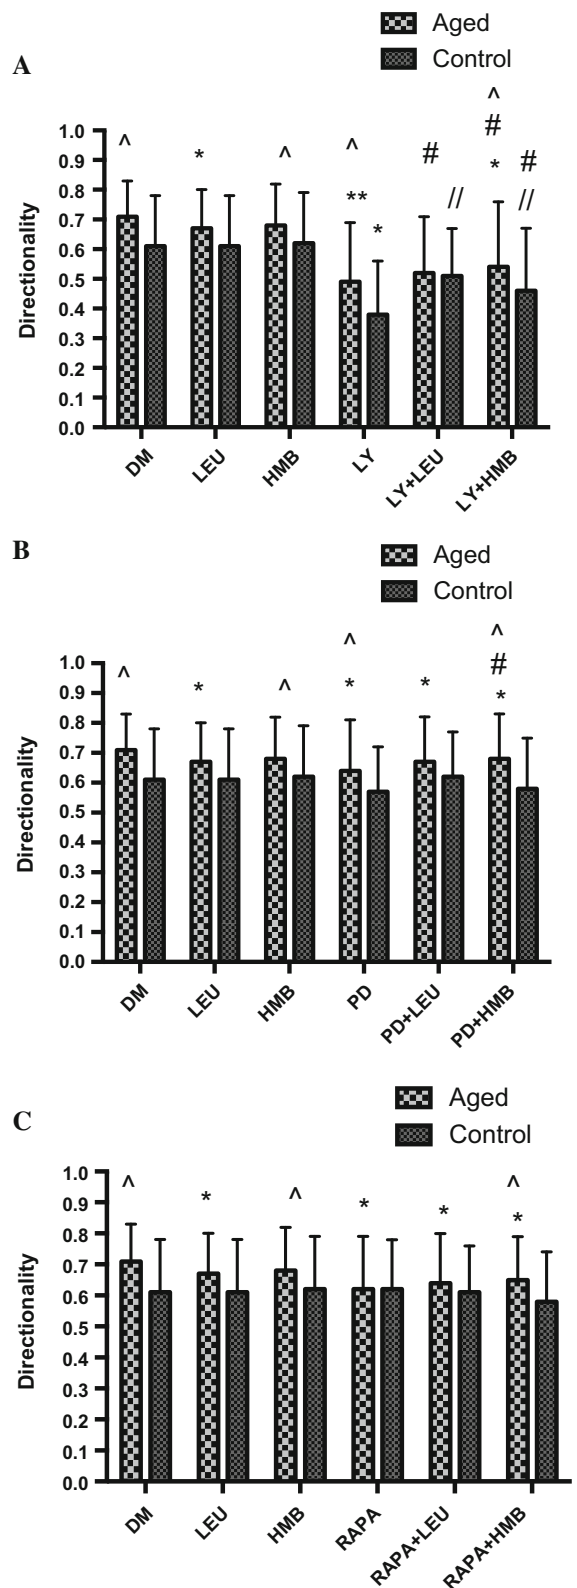 Aged
Control
A
^
^ * ^ ^ # # *
** * // # //
1.0
0.9
0.8
0.7
0.6
0.5
0.4
0.3
0.2
0.1
0.0
Directionality
DM LEU HMB LY LY+LEU LY+HMB
B
Aged
Control
^ ^
^ * ^ * * # *
1.0
0.9
0.8
0.7
0.6
0.5
0.4
0.3
0.2
0.1
0.0
Directionality
DM LEU HMB PD PD+LEU PD+HMB
Aged
C
Control
^ * ^ * * ^ *
1.0
0.9
0.8
0.7
0.6
0.5
0.4
0.3
0.2
0.1
0.0
Directionality
DM LEU HMB RAPA RAPA+LEU RAPA+HMB